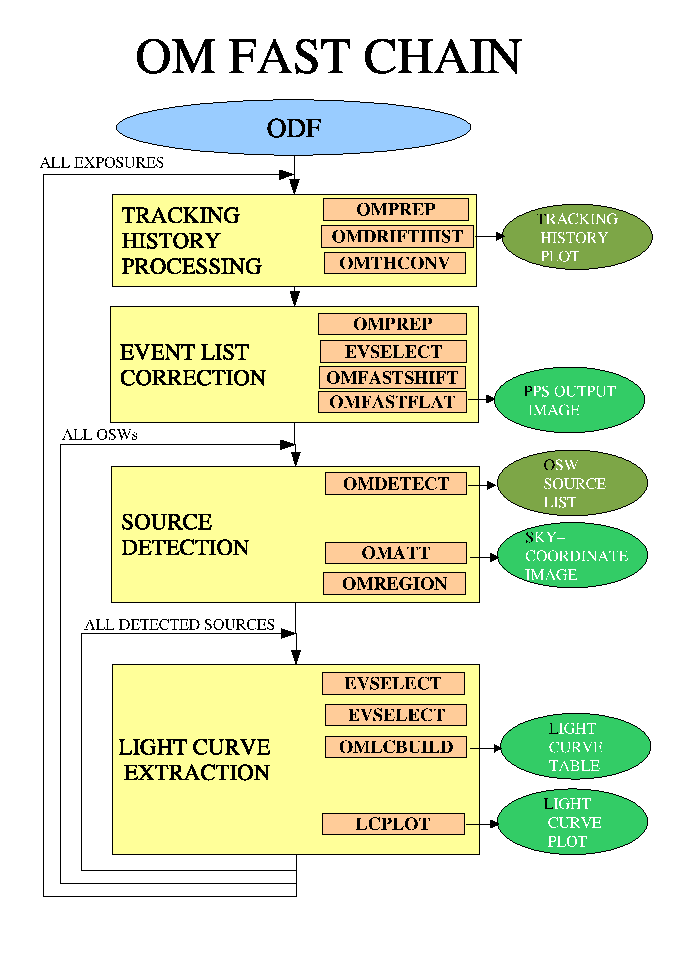 OM FAST CHAIN
ODF
ALL EXPOSURES
TRACKING
HISTORY
PROCESSING
OMPREP
OMDRIFTHIST
OMTHCONV
TRACKING
HISTORY
PLOT
EVENT LIST
CORRECTION
OMPREP
EVSELECT
OMFASTSHIFT
OMFASTFLAT
PPS OUTPUT
IMAGE
ALL OSWs
SOURCE
DETECTION
OMDETECT
OMATT
OMREGION
OSW
SOURCE
LIST
SKY-
COORDINATE
IMAGE
ALL DETECTED SOURCES
LIGHT CURVE
EXTRACTION
EVSELECT
EVSELECT
OMLCBUILD
LCPLOT
LIGHT
CURVE
TABLE
LIGHT
CURVE
PLOT